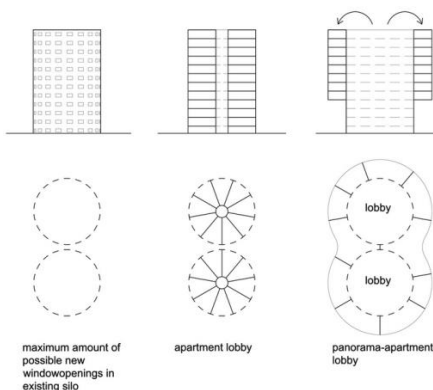 lobby
lobby
maximum amount of
possible new
windowopenings in
existing silo
apartment lobby
panorama-apartment
lobby